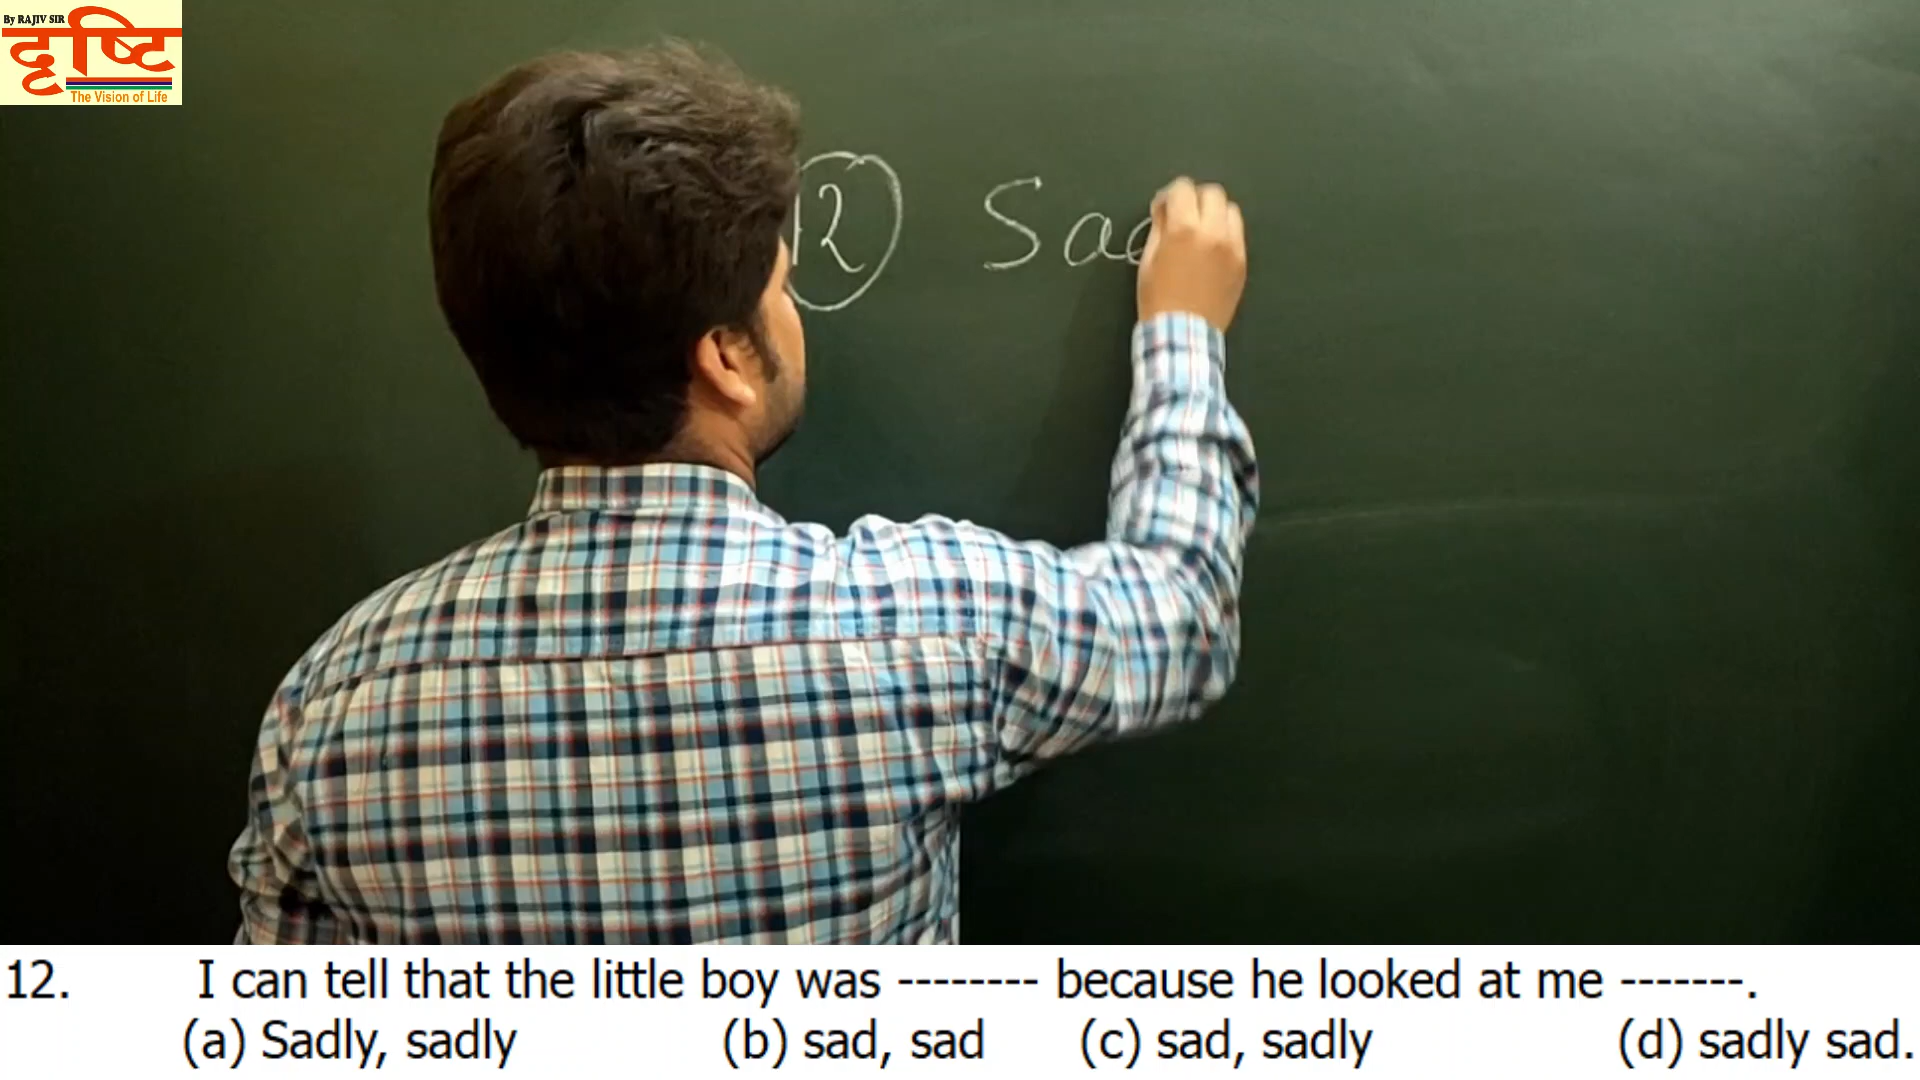 By RAJIV SIR
दृष्टि
The Vision of Life
12 Sad
12. I can tell that the little boy was -------- because he looked at me -------.
(a) Sadly, sadly (b) sad, sad (c) sad, sadly (d) sadly sad.